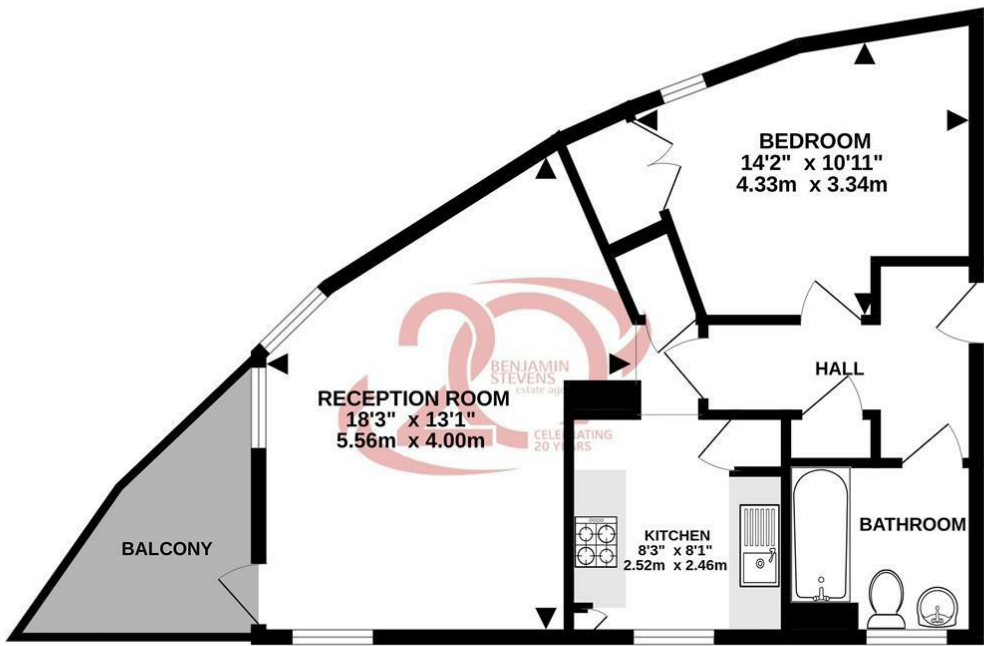 BEDROOM
14'2" x 10'11"
4.33m x 3.34m
BENJAMIN
STEVENS
estate
HALL
RECEPTION ROOM
18'3" x 13'1"
5.56m x 4.00m
CELEBRATING
20 YEARS
BALCONY
KITCHEN
8'3" x 8'1"
2.52m x 2.46m
BATHROOM